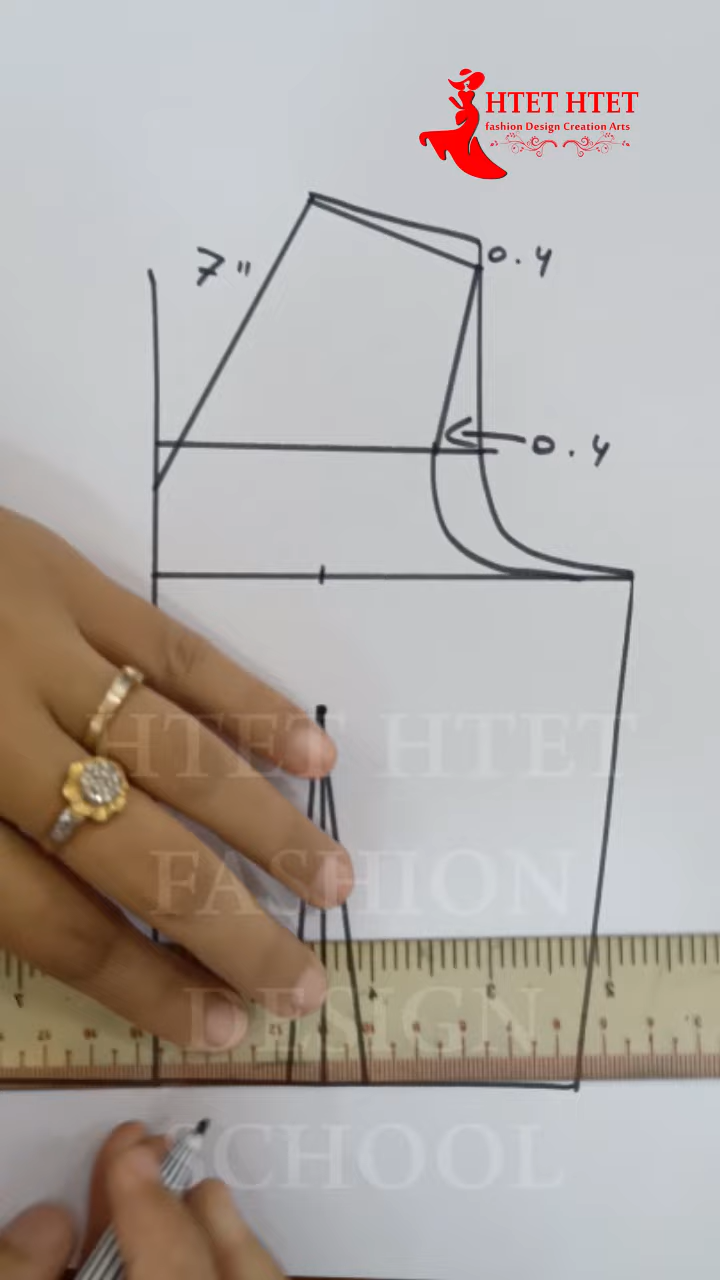 HTET HTET
fashion Design Creation Arts
7"
0.4
0.4
HTET HTET
FASHION
DESIGN
SCHOOL